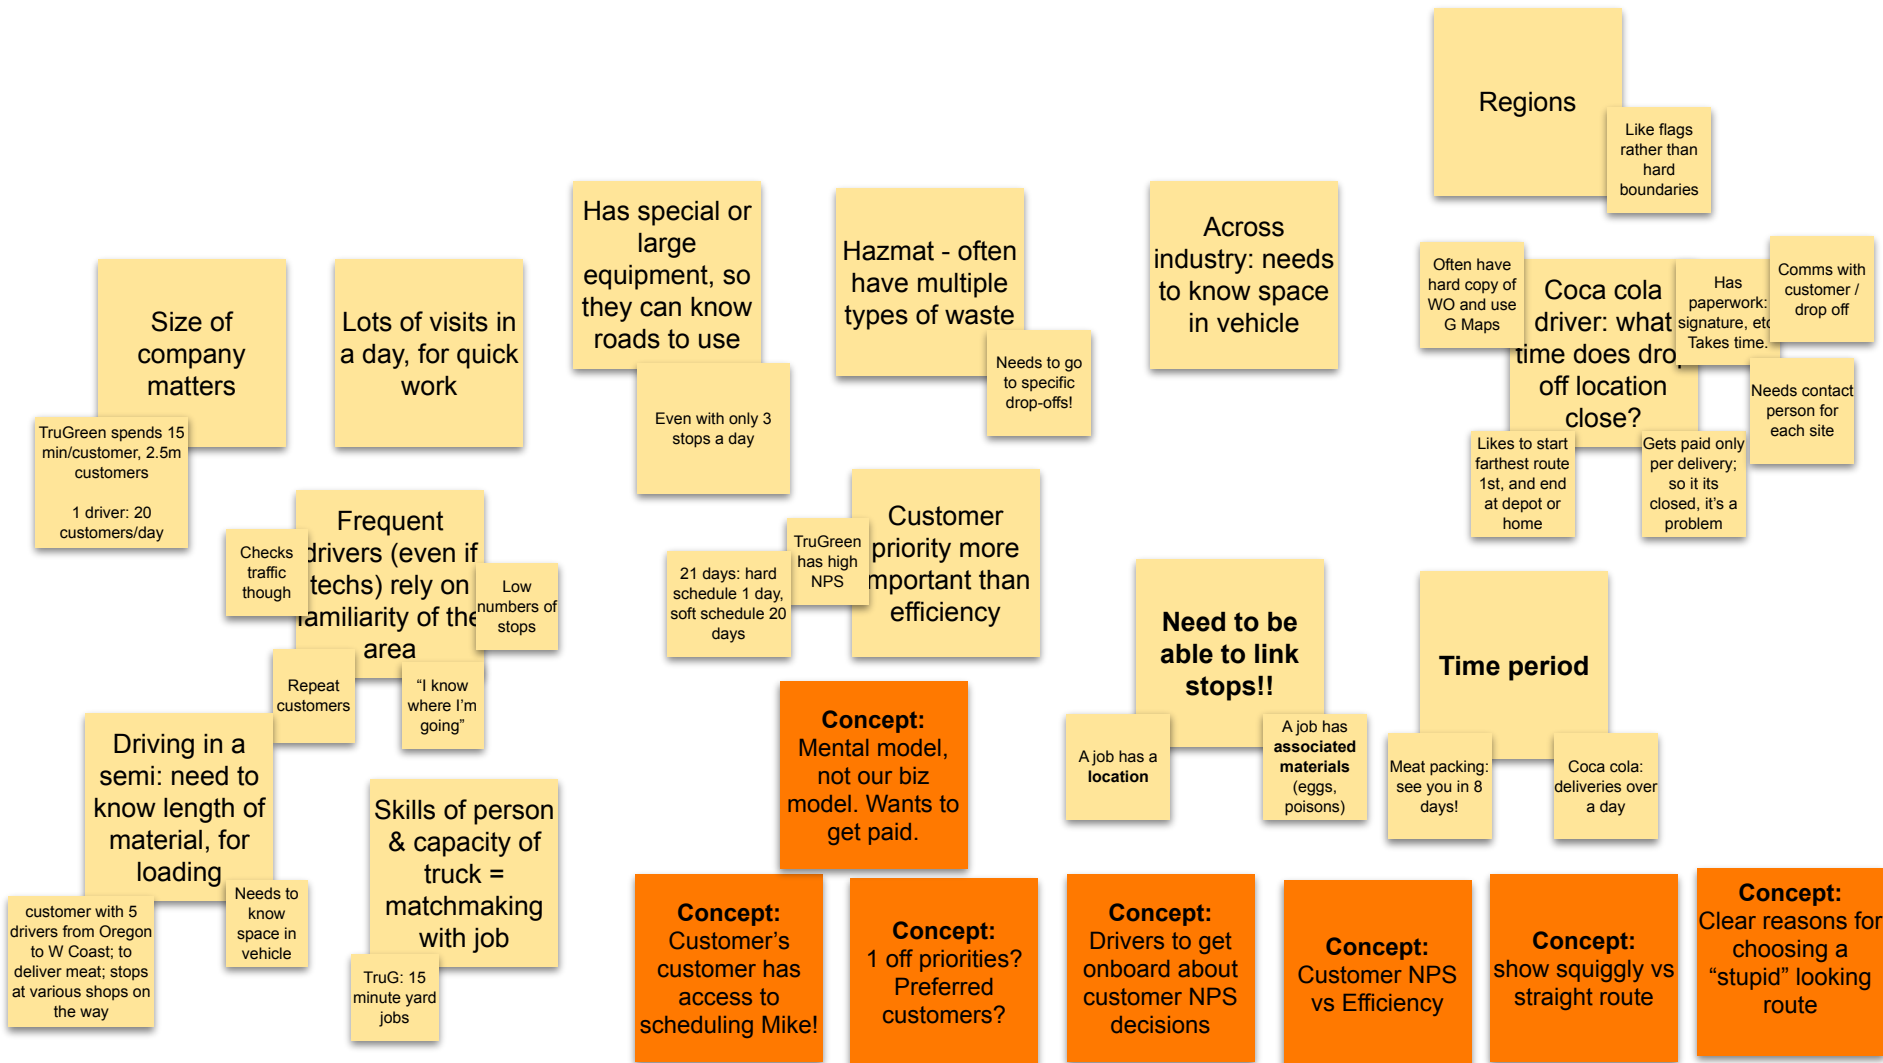 Regions
Like flags
rather than
hard
boundaries
Has special or
large
equipment, so
they can know
roads to use
Even with only 3
stops a day
Hazmat - often
have multiple
types of waste
Needs to go
to specific
drop-offs!
Across
industry: needs
to know space
in vehicle
Often have
hard copy of
WO and use
G Maps
Coca cola
driver: what
time does drop
off location
close?
Has
paperwork:
signature, etc
Takes time.
Comms with
customer /
drop off
Needs contact
person for
each site
Likes to start
farthest route
1st, and end
at depot or
home
Gets paid only
per delivery;
so it its
closed, it's a
problem
Size of
company
matters
TruGreen spends 15
min/customer, 2.5m
customers
1 driver: 20
customers/day
Lots of visits in
a day, for quick
work
Frequent
drivers (even if
techs) rely on
familiarity of the
area
Checks
traffic
though
Low
numbers of
stops
Repeat
customers
“I know
where I'm
going”
Customer
priority more
important than
efficiency
TruGreen
has high
NPS
21 days: hard
schedule 1 day,
soft schedule 20
days
Need to be
able to link
stops!!
A job has a
location
A job has
associated
materials
(eggs,
poisons)
Time period
Meat packing:
see you in 8
days!
Coca cola:
deliveries over
a day
Driving in a
semi: need to
know length of
material, for
loading
customer with 5
drivers from Oregon
to W Coast; to
deliver meat; stops
at various shops on
the way
Needs to
know
space in
vehicle
Skills of person
& capacity of
truck =
matchmaking
with job
TruG: 15
minute yard
jobs
Concept:
Mental model,
not our biz
model. Wants to
get paid.
Concept:
Customer's
customer has
access to
scheduling Mike!
Concept:
1 off priorities?
Preferred
customers?
Concept:
Drivers to get
onboard about
customer NPS
decisions
Concept:
Customer NPS
vs Efficiency
Concept:
show squiggly vs
straight route
Concept:
Clear reasons for
choosing a
“stupid” looking
route